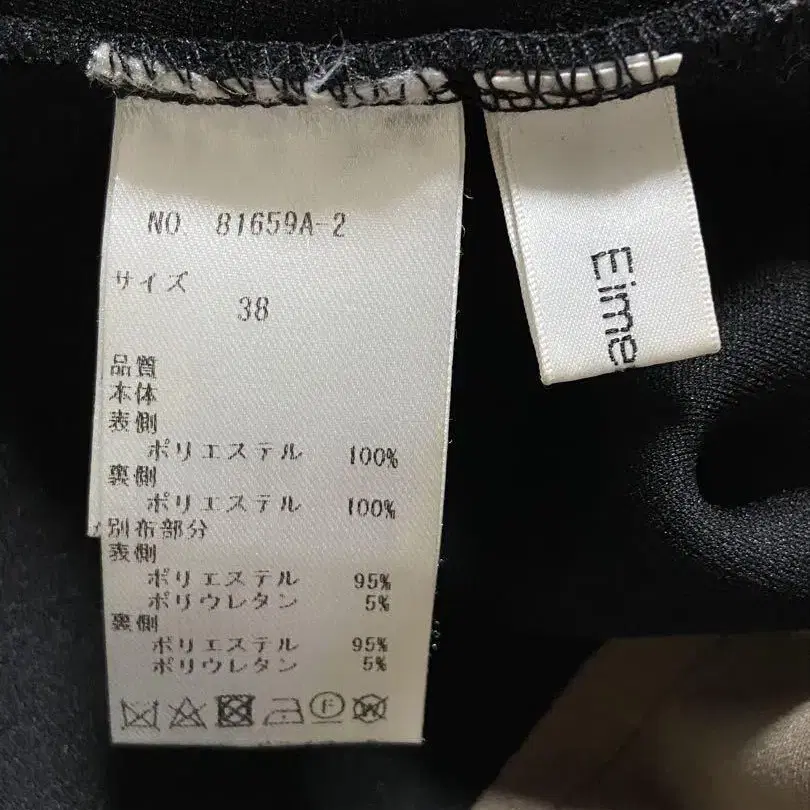 NO. 81659A-2
サイズ
38
品質
本体
表側
ポリエステル 100%
裏側
ポリエステル 100%
別布部分
表側
ポリエステル 95%
ポリウレタン 5%
裏側
ポリエステル 95%
ポリウレタン 5%
F W
Eime